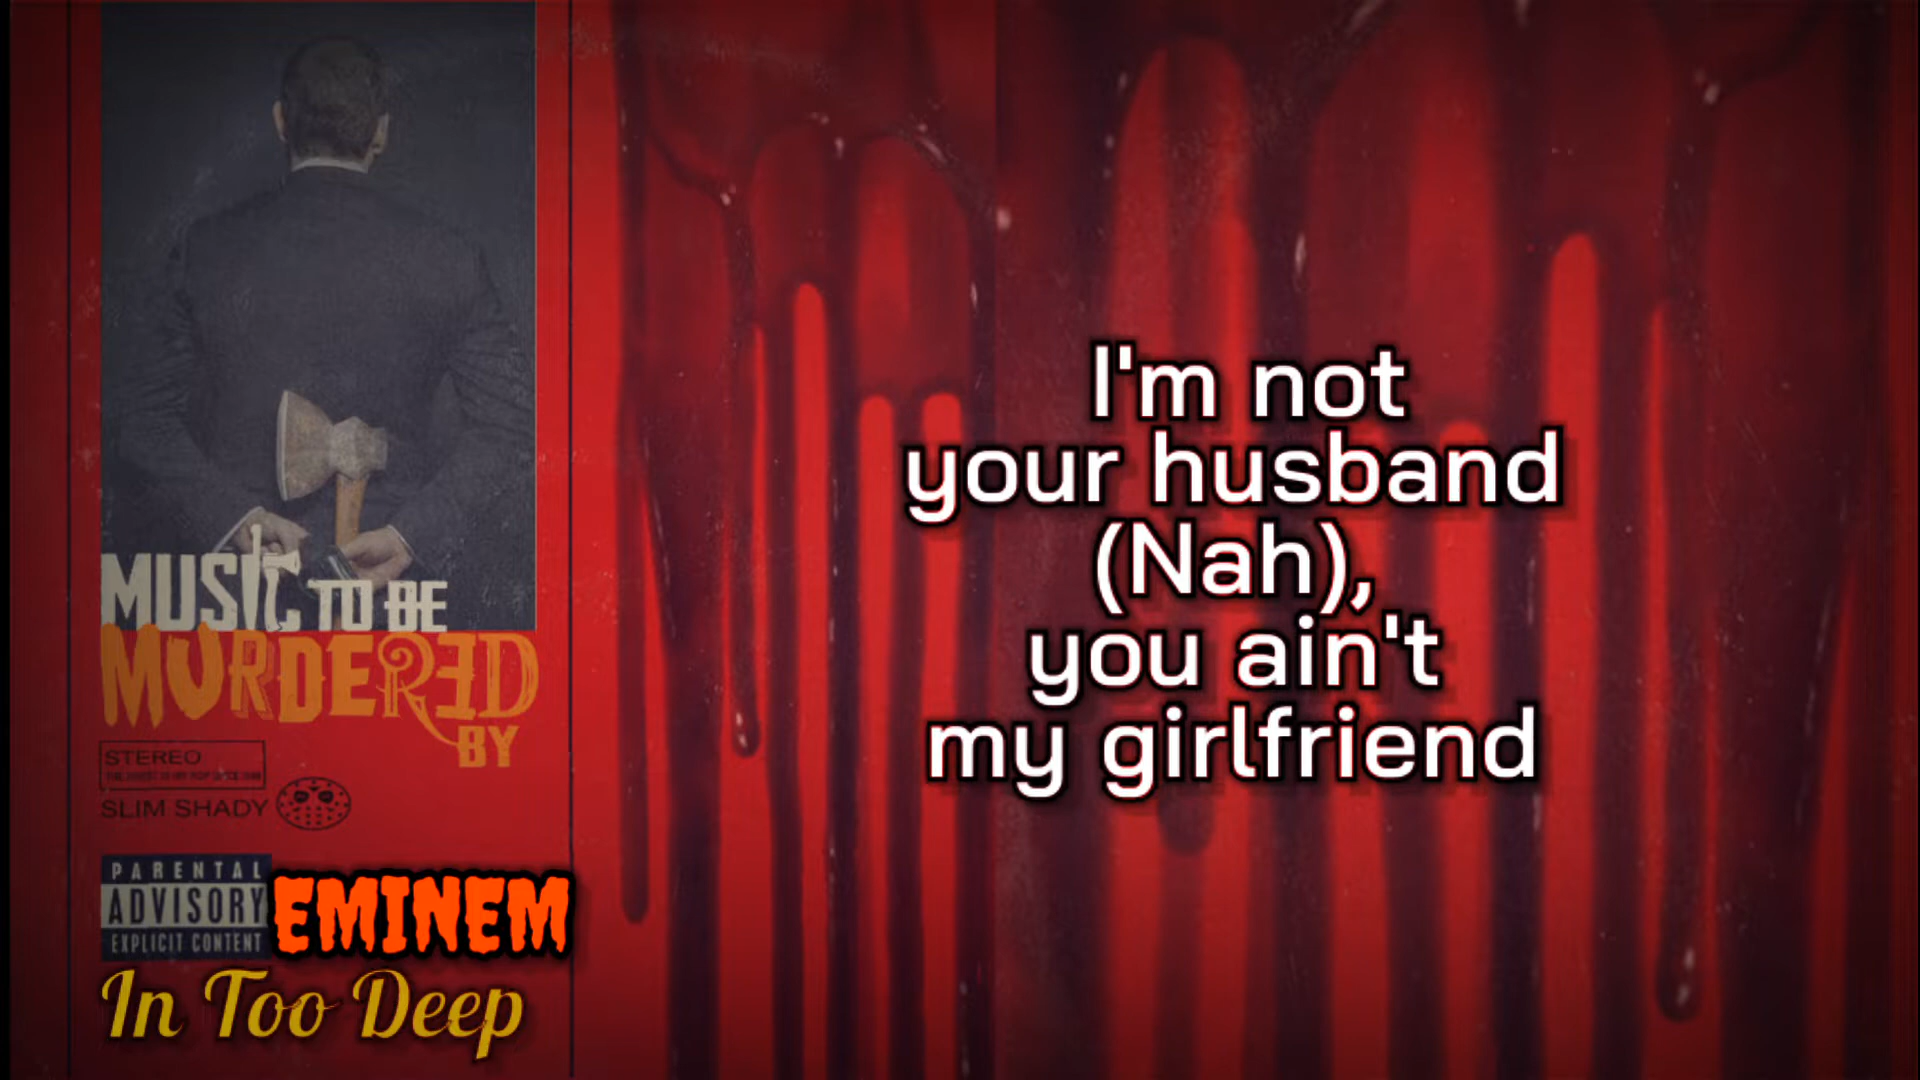 MUSIC TO BE
MURDERED
BY
STEREO
SLIM SHADY
PARENTAL
ADVISORY
EXPLICIT CONTENT
EMINEM
In Too Deep
I'm not
your husband
(Nah),
you ain't
my girlfriend